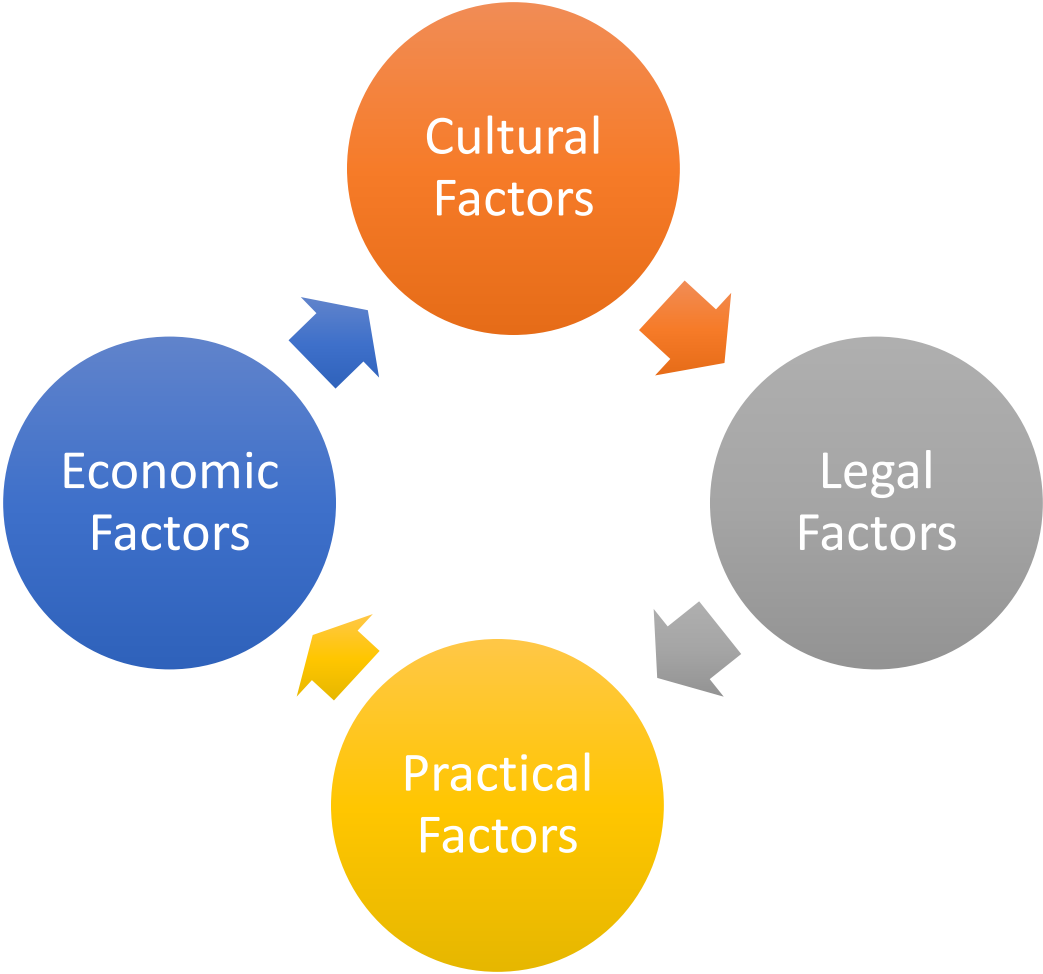 Cultural
Factors
Economic
Factors
Legal
Factors
Practical
Factors